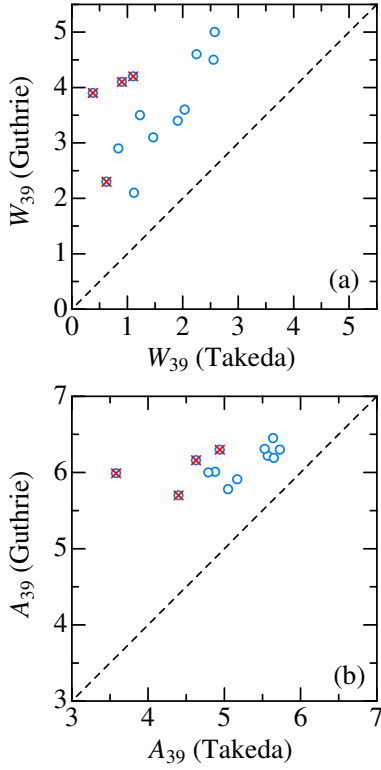 5
4
3
2
1
0
W39 (Guthrie)
(a)
0 1 2 3 4 5
W39 (Takeda)
7
6
5
4
3
A39 (Guthrie)
(b)
3 4 5 6 7
A39 (Takeda)